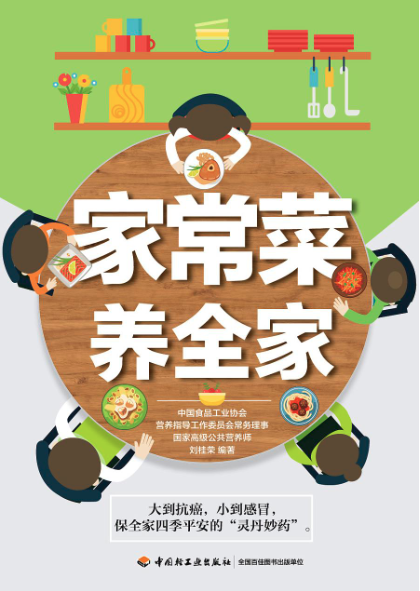 家常菜
养全家
中国食品工业协会
营养指导工作委员会常务理事
国家高级公共营养师
刘桂荣 编著
大到抗癌，小到感冒，
保全家四季平安的“灵丹妙药”。
中国轻工业出版社 全国百佳图书出版单位